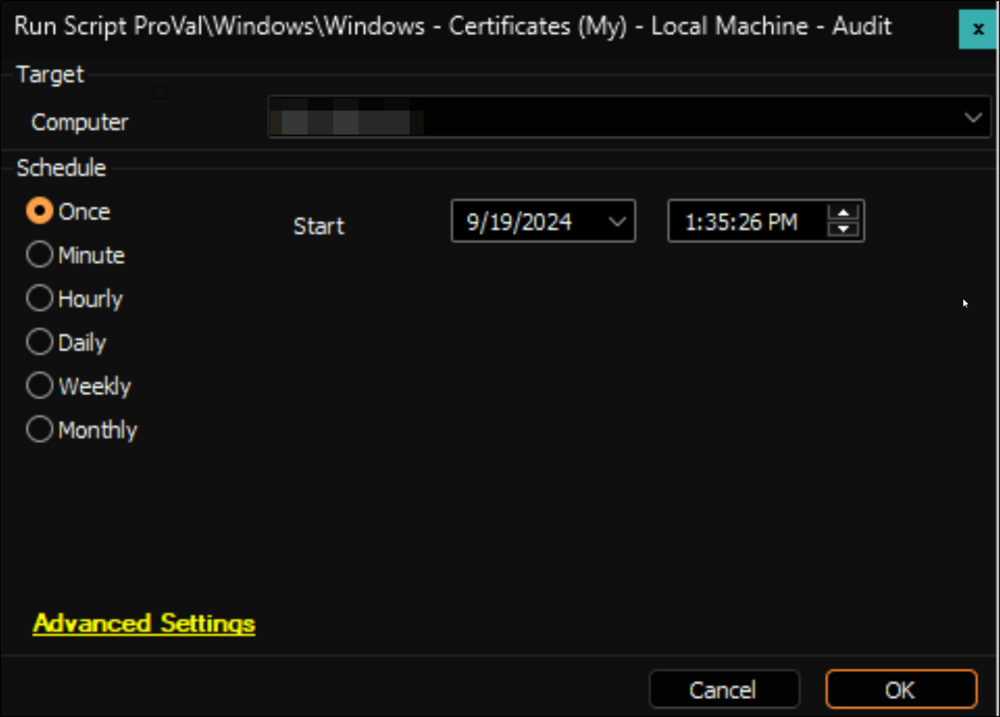 Run Script ProVal\Windows\Windows - Certificates (My) - Local Machine - Audit
x
Target
Computer
Schedule
Once
Start
9/19/2024
1:35:26 PM
Minute
Hourly
Daily
Weekly
Monthly
Advanced Settings
Cancel
OK